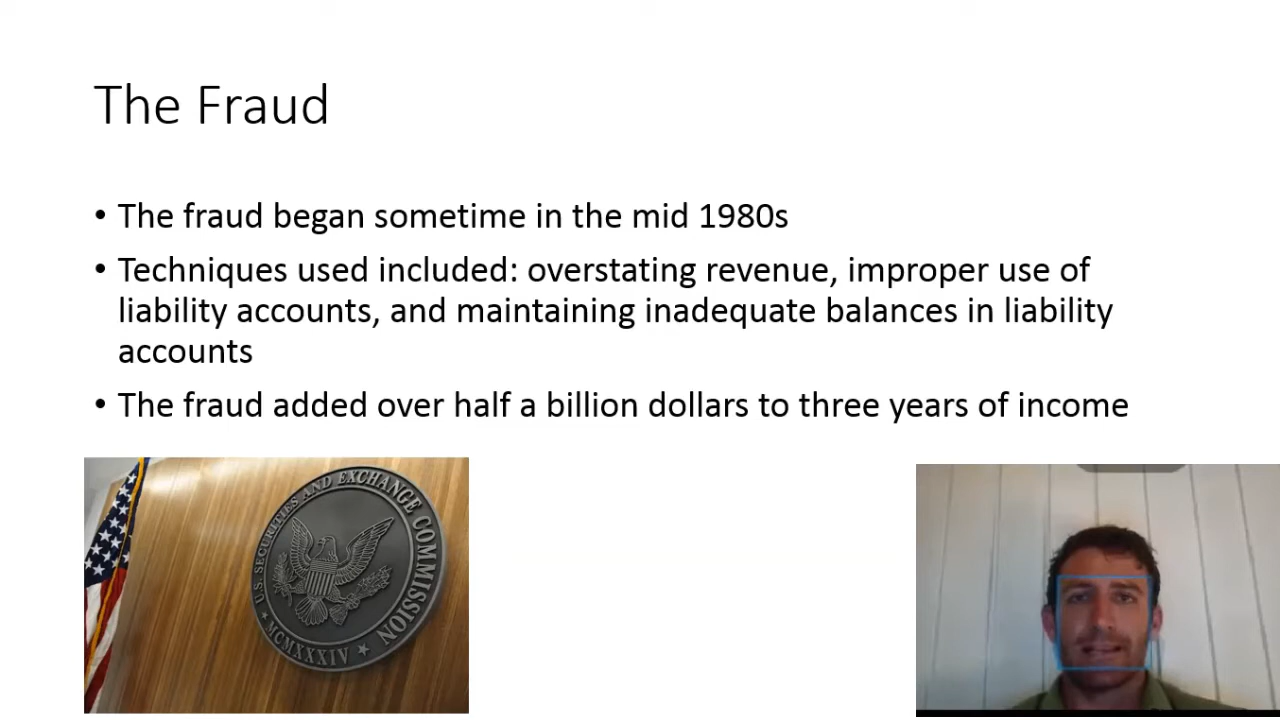 The Fraud
• The fraud began sometime in the mid 1980s
• Techniques used included: overstating revenue, improper use of
liability accounts, and maintaining inadequate balances in liability
accounts
• The fraud added over half a billion dollars to three years of income
U.S. SECURITIES AND EXCHANGE COMMISSION
★ MCMXXXIV ★